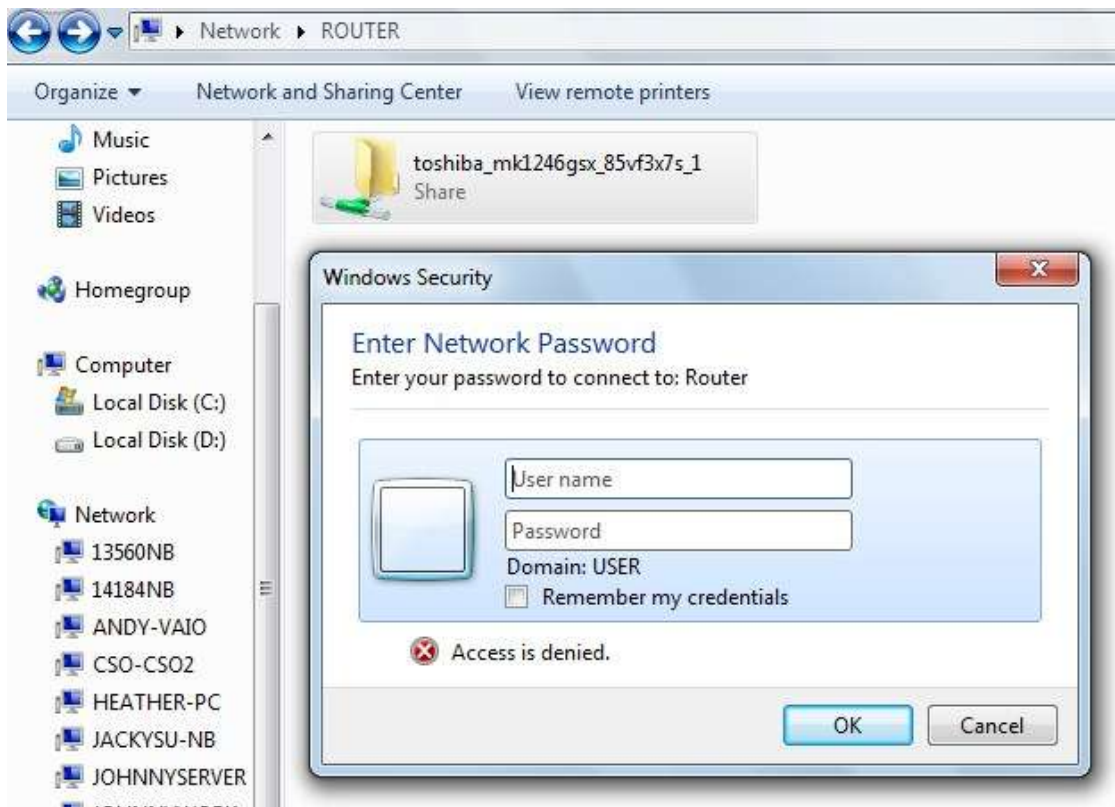 Network ▸ ROUTER
Organize ▾ Network and Sharing Center View remote printers
Music
Pictures
Videos
Homegroup
Computer
Local Disk (C:)
Local Disk (D:)
Network
13560NB
14184NB
ANDY-VAIO
CSO-CSO2
HEATHER-PC
JACKYSU-NB
JOHNNYSERVER
toshiba_mk1246gsx_85vf3x7s_1
Share
Windows Security
Enter Network Password
Enter your password to connect to: Router
User name
Password
Domain: USER
Remember my credentials
Access is denied.
OK Cancel